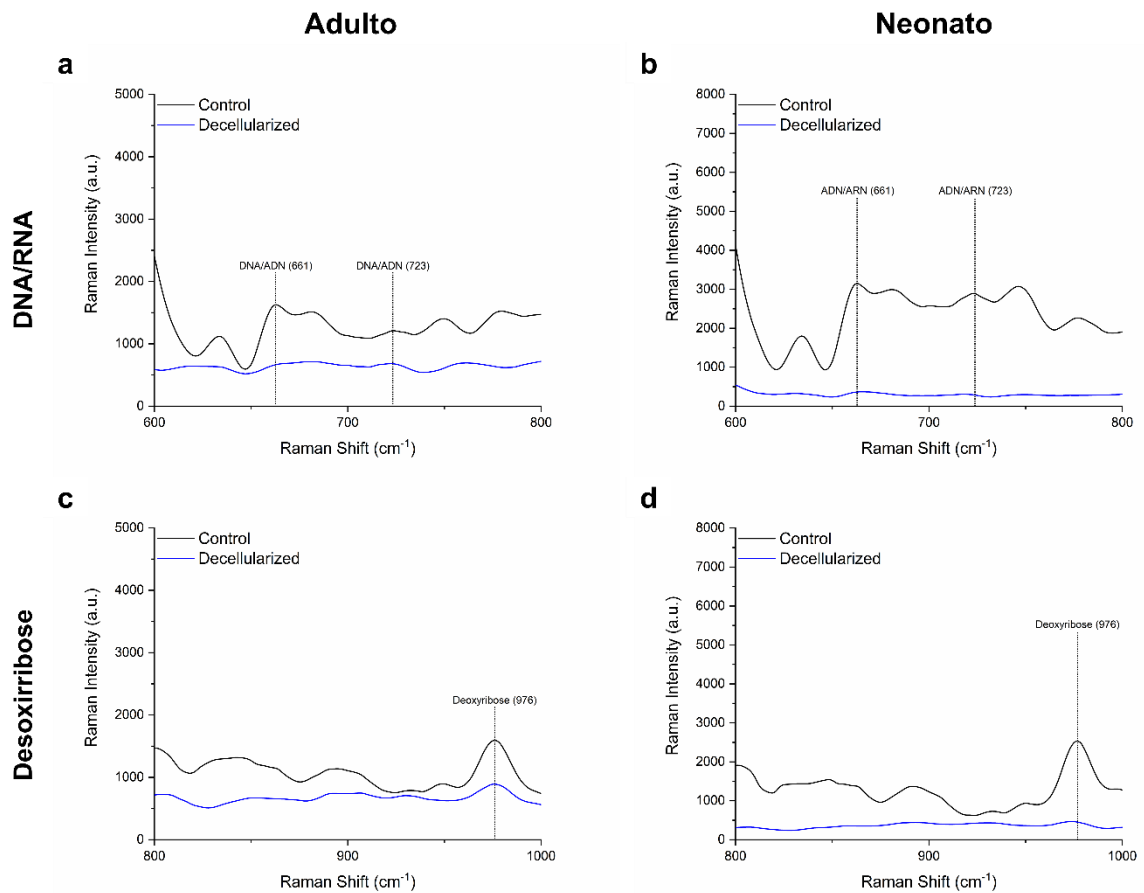 Adulto
Neonato
DNA/RNA
a
5000
4000
3000
2000
1000
0
Raman Intensity (a.u.)
Control
Decellularized
DNA/ADN (661)
DNA/ADN (723)
600
700
800
Raman Shift (cm⁻¹)
b
8000
7000
6000
5000
4000
3000
2000
1000
0
Raman Intensity (a.u.)
Control
Decellularized
ADN/ARN (661)
ADN/ARN (723)
600
700
800
Raman Shift (cm⁻¹)
Desoxirribose
c
5000
4000
3000
2000
1000
0
Raman Intensity (a.u.)
Control
Decellularized
Deoxyribose (976)
800
900
1000
Raman Shift (cm⁻¹)
d
8000
7000
6000
5000
4000
3000
2000
1000
0
Raman Intensity (a.u.)
Control
Decellularized
Deoxyribose (976)
800
900
1000
Raman Shift (cm⁻¹)